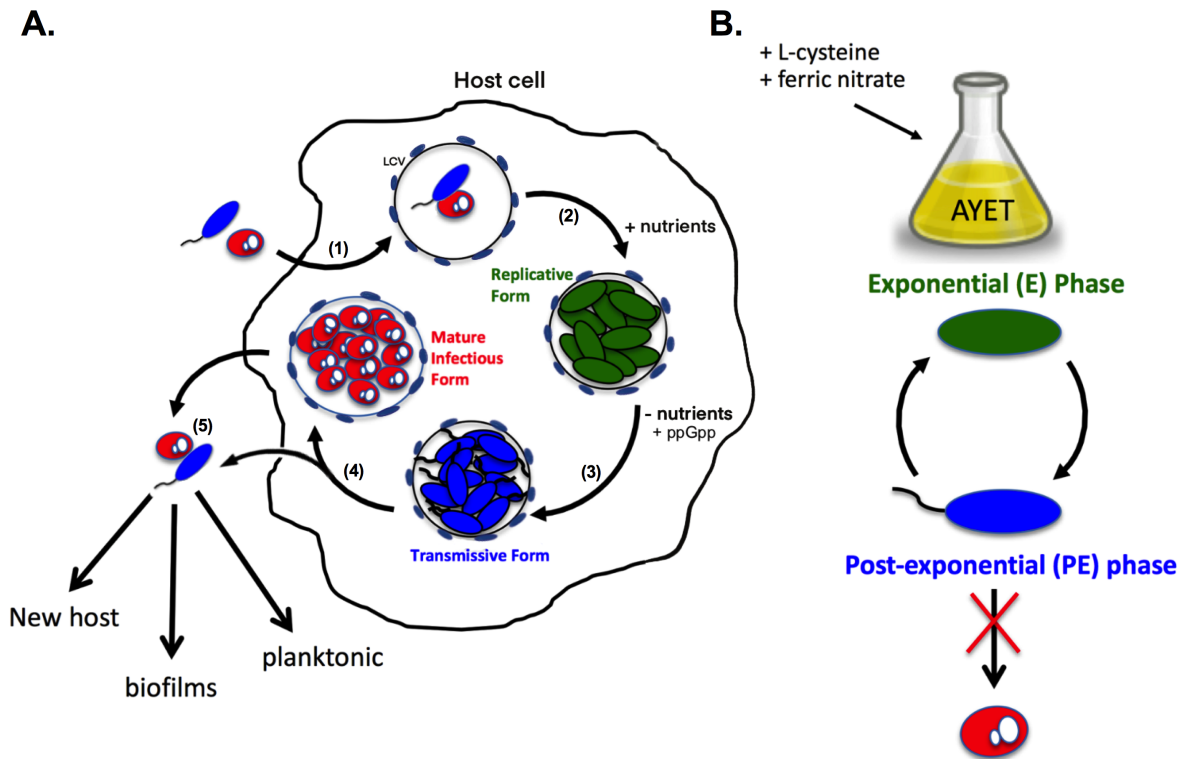 A.
Host cell
LCV
(1)
(2)
+ nutrients
Replicative
Form
Mature
Infectious
Form
- nutrients
+ ppGpp
(3)
(4)
(5)
Transmissive Form
New host
biofilms
planktonic
B.
+ L-cysteine
+ ferric nitrate
AYET
Exponential (E) Phase
Post-exponential (PE) phase